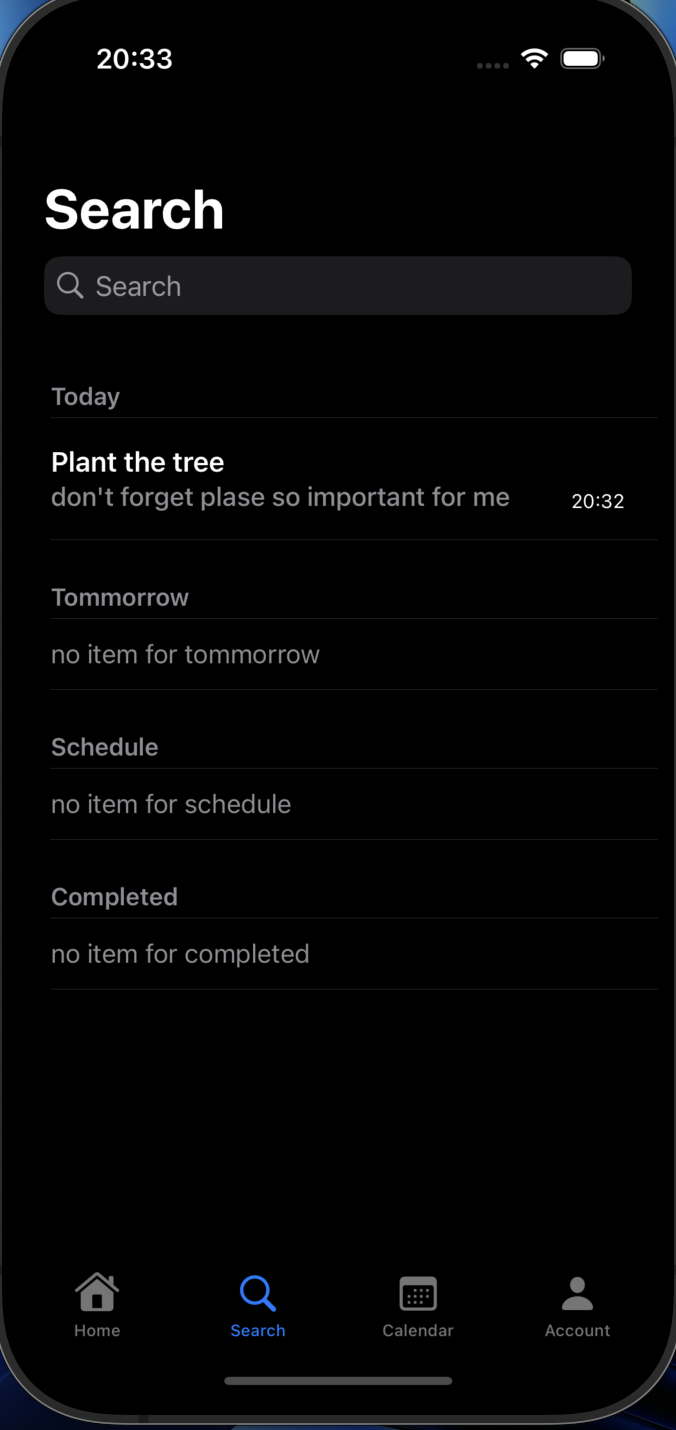 20:33
Search
Search
Today
Plant the tree
don't forget plase so important for me
20:32
Tommorrow
no item for tommorrow
Schedule
no item for schedule
Completed
no item for completed
Home
Search
Calendar
Account